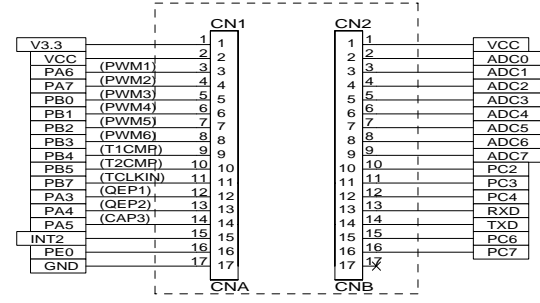 CN1 CN2
V3.3 1 1 1 1 VCC
VCC 2 2 2 2 ADC0
PA6 (PWM1) 3 3 3 3 ADC1
PA7 (PWM2) 4 4 4 4 ADC2
PB0 (PWM3) 5 5 5 5 ADC3
PB1 (PWM4) 6 6 6 6 ADC4
PB2 (PWM5) 7 7 7 7 ADC5
PB3 (PWM6) 8 8 8 8 ADC6
PB4 (T1CMP) 9 9 9 9 ADC7
PB5 (T2CMP) 10 10 10 10 PC2
PB7 (TCLKIN) 11 11 11 11 PC3
PA3 (QEP1) 12 12 12 12 PC4
PA4 (QEP2) 13 13 13 13 RXD
PA5 (CAP3) 14 14 14 14 TXD
INT2 15 15 15 15 PC6
PE0 16 16 16 16 PC7
GND 17 17 17 17
CNA CNB